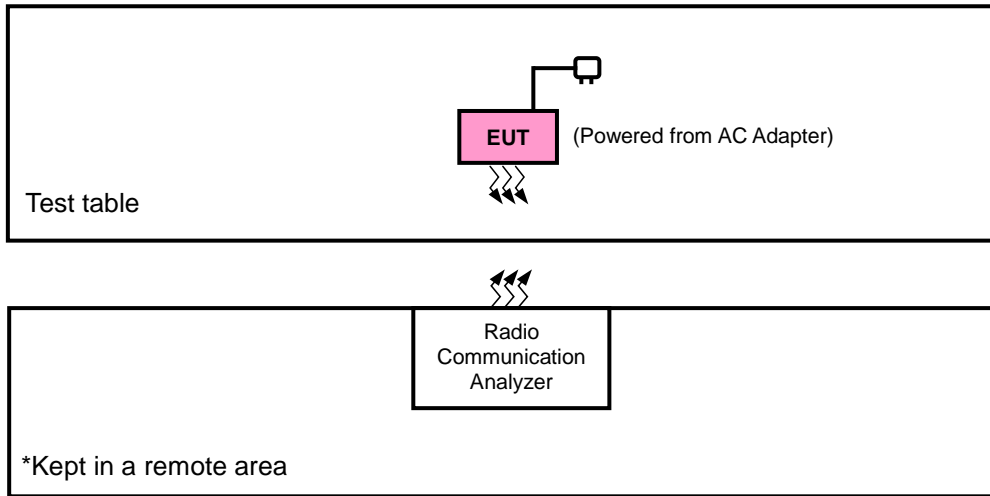 EUT
(Powered from AC Adapter)
Test table
Radio
Communication
Analyzer
*Kept in a remote area